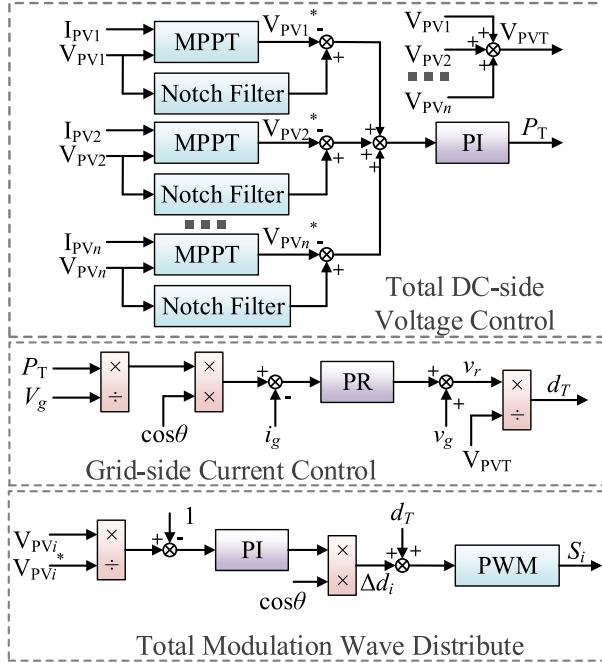 I_PV1 MPPT V_PV1* - V_PV1 V_PVT
V_PV1 + V_PV2 + +
Notch Filter V_PVn +
I_PV2 MPPT V_PV2* - + + + PI P_T
V_PV2 +
Notch Filter
I_PVn MPPT V_PVn* -
V_PVn +
Notch Filter
Total DC-side
Voltage Control
P_T × × + PR + v_r × d_T
V_g ÷ × - + ÷
cosθ i_g v_g V_PVT
Grid-side Current Control
1 d_T
V_PVi × + - PI × + + PWM S_i
V_PVi* ÷ × Δd_i
cosθ
Total Modulation Wave Distribute